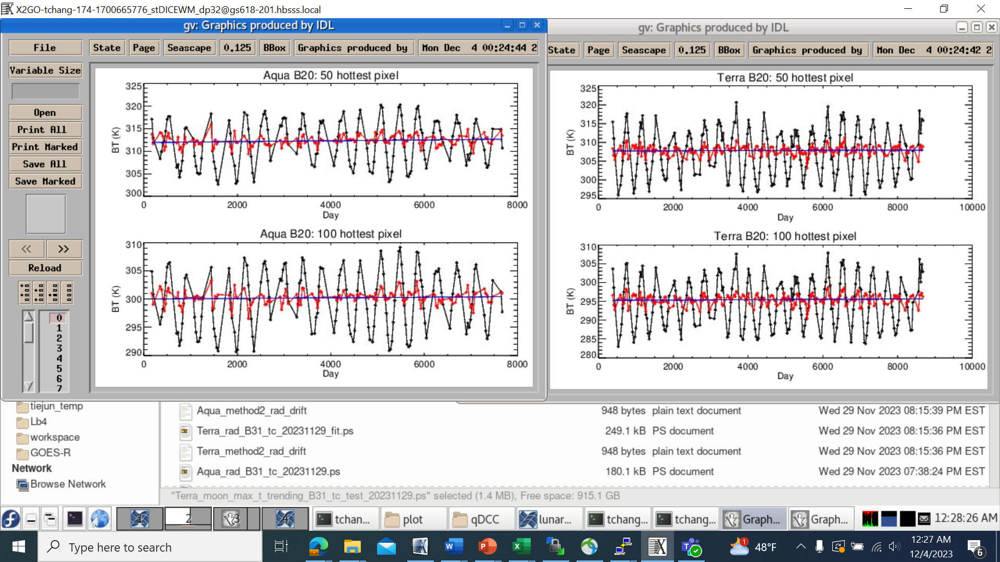 X2GO-tchang-174-1700665776_stDICEWM_dp32@gs618-201.hbsss.local
gv: Graphics produced by IDL
File
State
Page
Seascape
0.125
BBox
Graphics produced by
Mon Dec 4 00:24:44 2
Variable Size
Open
Print All
Print Marked
Save All
Save Marked
<<
>>
Reload
0
1
2
3
4
5
6
7
Aqua B20: 50 hottest pixel
325
320
315
310
305
300
BT (K)
0
2000
4000
6000
8000
Day
Aqua B20: 100 hottest pixel
310
305
300
295
290
BT (K)
0
2000
4000
6000
8000
Day
gv: Graphics produced by IDL
State
Page
Seascape
0.125
BBox
Graphics produced by
Mon Dec 4 00:24:42 2
Terra B20: 50 hottest pixel
325
320
315
310
305
300
295
BT (K)
0
2000
4000
6000
8000
10000
Day
Terra B20: 100 hottest pixel
310
305
300
295
290
285
280
BT (K)
0
2000
4000
6000
8000
10000
Day
tiejun_temp
Lb4
workspace
GOES-R
Network
Browse Network
Aqua_method2_rad_drift 948 bytes plain text document Wed 29 Nov 2023 08:15:39 PM EST
Terra_rad_B31_tc_20231129_fit.ps 249.1 kB PS document Wed 29 Nov 2023 08:15:36 PM EST
Terra_method2_rad_drift 948 bytes plain text document Wed 29 Nov 2023 08:15:36 PM EST
Aqua_rad_B31_tc_20231129.ps 180.1 kB PS document Wed 29 Nov 2023 07:38:24 PM EST
"Terra_moon_max_t_trending_B31_tc_test_20231129.ps" selected (1.4 MB), Free space: 915.1 GB
1
2
3
4
tchan...
plot
qDCC
lunar...
tchang...
tchang...
Graph...
Graph...
12:28:26 AM
Type here to search
1
48°F
12:27 AM
12/4/2023
6